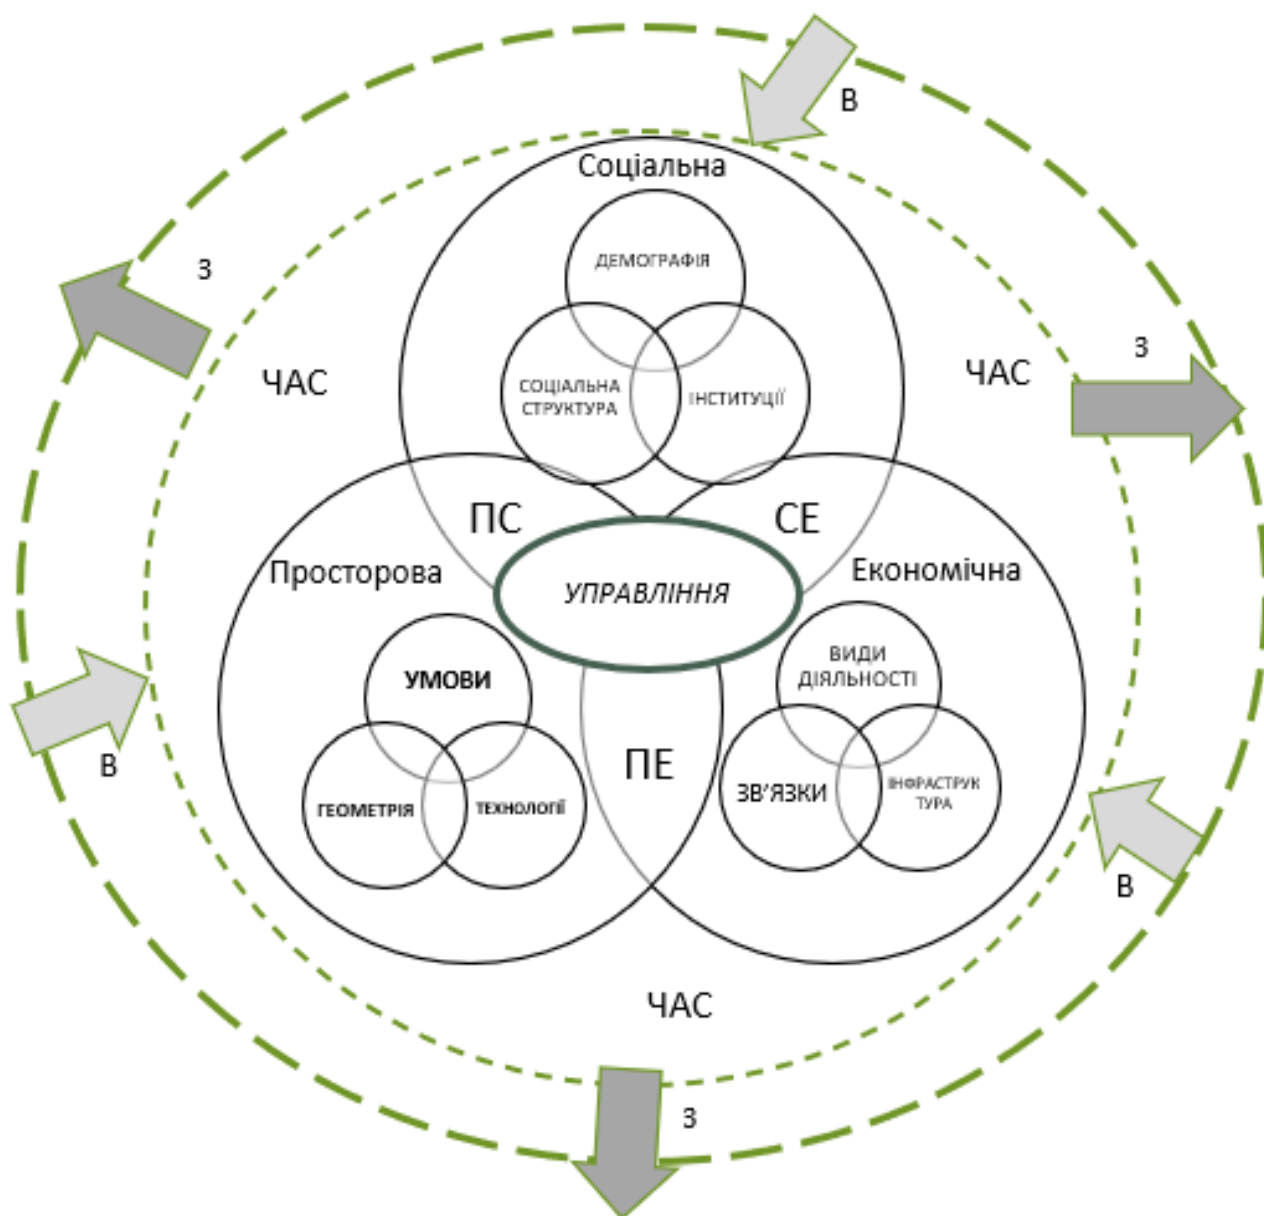 В
Соціальна
З
ДЕМОГРАФІЯ
З
ЧАС
ЧАС
СОЦІАЛЬНА
СТРУКТУРА
ІНСТИТУЦІЇ
ПС
СЕ
Просторова
Економічна
УПРАВЛІННЯ
УМОВИ
ВИДИ
ДІЯЛЬНОСТІ
В
ПЕ
ГЕОМЕТРІЯ
ТЕХНОЛОГІЇ
ЗВ'ЯЗКИ
ІНФРАСТРУК
ТУРА
В
ЧАС
З